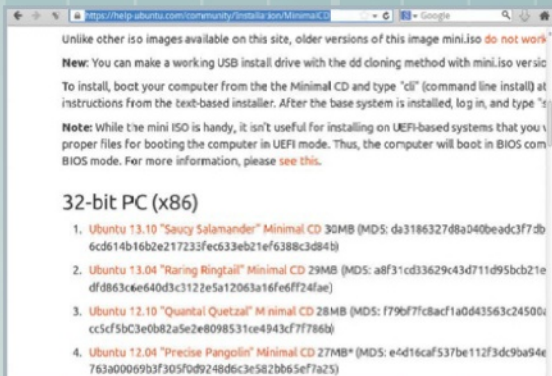 https://help.ubuntu.com/community/Installation/MinimalCD
Google
Unlike other iso images available on this site, older versions of this image mini.iso do not work
New: You can make a working USB install drive with the dd cloning method with mini.iso versio
To install, boot your computer from the the Minimal CD and type "cli" (command line install) at
instructions from the text-based installer. After the base system is installed, log in, and type "s
Note: While the mini ISO is handy, it isn't useful for installing on UEFI-based systems that you
proper files for booting the computer in UEFI mode. Thus, the computer will boot in BIOS com
BIOS mode. For more information, please see this.
32-bit PC (x86)
1. Ubuntu 13.10 "Saucy Salamander" Minimal CD 30MB (MD5: da3186327d8a040beadc3f7db
6cd614b16b2e217233fec633eb21ef6388c3d84b)
2. Ubuntu 13.04 "Raring Ringtail" Minimal CD 29MB (MD5: a8f31cd33629c43d711d95bcb21e
dfd863c6e640d3c3122e5a12063a16fe6ff24fae)
3. Ubuntu 12.10 "Quantal Quetzal" Minimal CD 28MB (MD5: f79bf7fc8acf1a0d43563c24500a
cc5cf5bC3e0b82a5e2e8098531ce4943cf7f786b)
4. Ubuntu 12.04 "Precise Pangolin" Minimal CD 27MB* (MD5: e4d16caf537be112f3dc9ba94e
763a00069b3f305f0d9248d6c3e582bb65ef7a25)